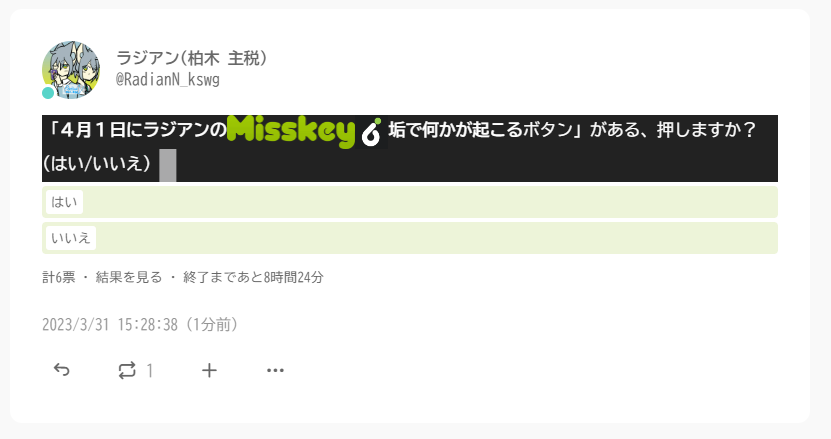 ラジアン(柏木 主税)
@RadianN_kswg
「４月１日にラジアンのMisskey 垢で何かが起こるボタン」がある、押しますか？
(はい/いいえ)
はい
いいえ
計6票 · 結果を見る · 終了まであと8時間24分
2023/3/31 15:28:38 (1分前)
1